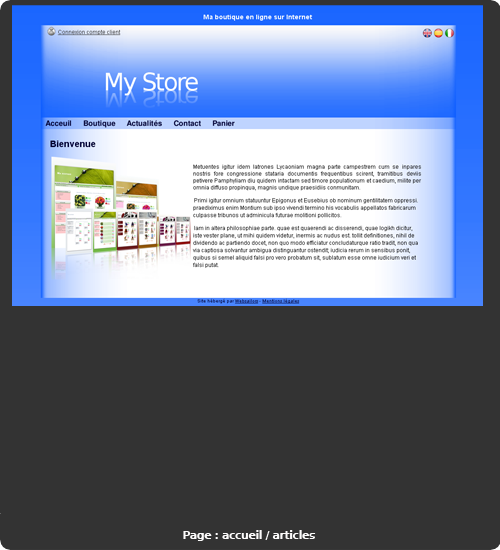 Ma boutique en ligne sur internet
Connexion compte client
My Store
Acceuil Boutique Actualités Contact Panier
Bienvenue
Metuentes igitur idem latrones Lycaoniam magna parte campestrem cum se inpares
nostris fore congressione stataria documentis frequentibus scirent, tramitibus deviis
petivere Pamphyliam diu quidem intactam sed timore populationum et caedium, milite per
omnia diffuso propinqua, magnis undique praesidiis conmunitam.
Primi igitur omnium statuuntur Epigonus et Eusebius ob nominum gentilitatem oppressi.
praediximus enim Montium sub ipso vivendi termino his vocabulis appellatos fabricarum
culpasse tribunos ut adminicula futurae molitioni pollicitos.
Iam in altera philosophiae parte. quae est quaerendi ac disserendi, quae logikh dicitur,
iste vester plane, ut mihi quidem videtur, inermis ac nudus est. tollit definitiones, nihil de
dividendo ac partiendo docet, non quo modo efficiatur concludaturque ratio tradit, non qua
via captiosa solvantur ambigua distinguantur ostendit; iudicia rerum in sensibus ponit,
quibus si semel aliquid falsi pro vero probatum sit, sublatum esse omne iudicium veri et
falsi putat.
Site hébergé par - Mentions légales
Page : accueil / articles